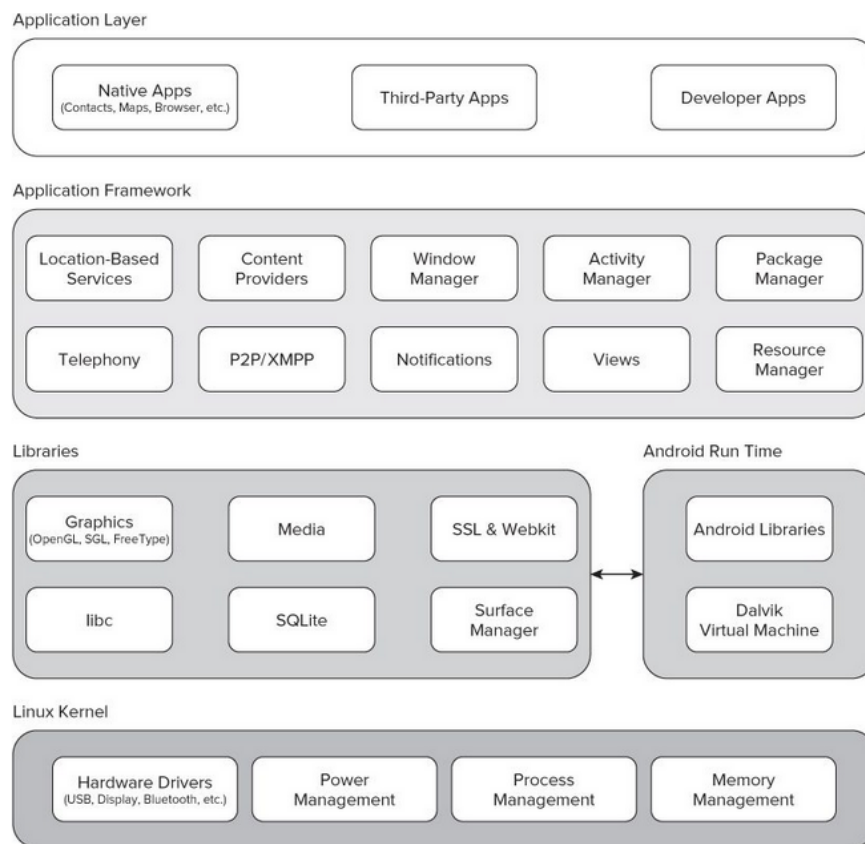 Application Layer
Native Apps
(Contacts, Maps, Browser, etc.)
Third-Party Apps
Developer Apps
Application Framework
Location-Based
Services
Content
Providers
Window
Manager
Activity
Manager
Package
Manager
Telephony
P2P/XMPP
Notifications
Views
Resource
Manager
Libraries
Graphics
(OpenGL, SGL, FreeType)
Media
SSL & Webkit
libc
SQLite
Surface
Manager
Android Run Time
Android Libraries
Dalvik
Virtual Machine
Linux Kernel
Hardware Drivers
(USB, Display, Bluetooth, etc.)
Power
Management
Process
Management
Memory
Management